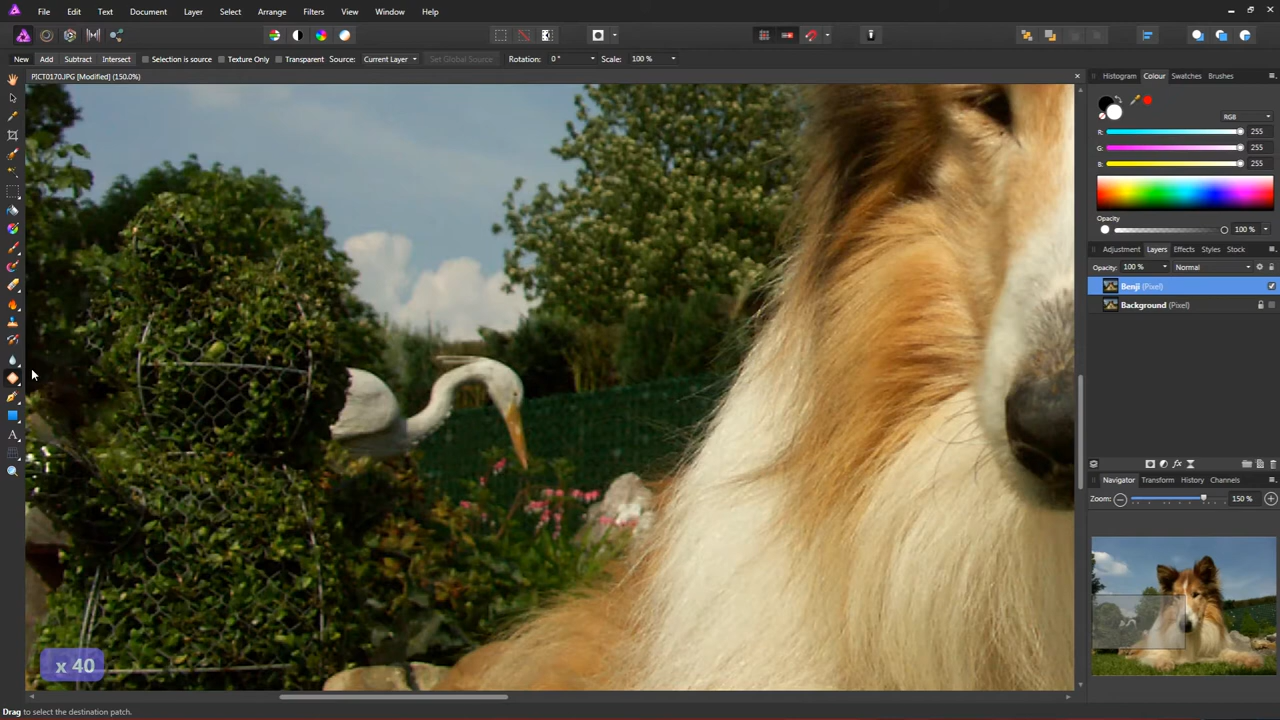 File Edit Text Document Layer Select Arrange Filters View Window Help
New Add Subtract Intersect Selection is source Texture Only Transparent Source: Current Layer Set Global Source Rotation: 0 ° Scale: 100 %
PICT0170.JPG [Modified] (150.0%)
Histogram Colour Swatches Brushes
RGB
R: 255
G: 255
B: 255
Opacity
100 %
Adjustment Layers Effects Styles Stock
Opacity: 100 % Normal
Benji (Pixel)
Background (Pixel)
Navigator Transform History Channels
Zoom: 150 %
x 40
Drag to select the destination patch.